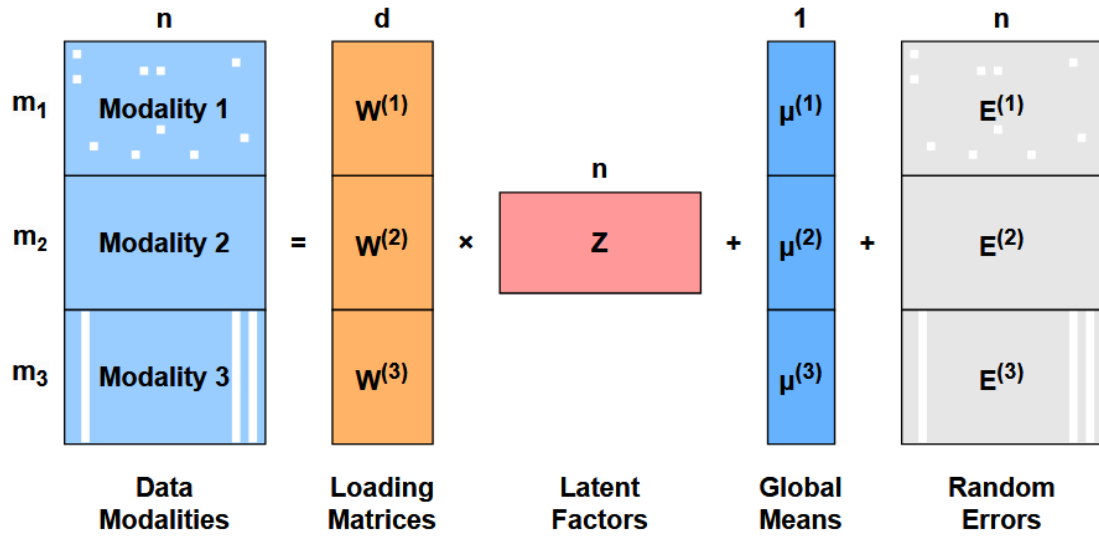 n d 1 n
m₁ Modality 1 W⁽¹⁾ μ⁽¹⁾ E⁽¹⁾
n
m₂ Modality 2 = W⁽²⁾ × Z + μ⁽²⁾ + E⁽²⁾
m₃ Modality 3 W⁽³⁾ μ⁽³⁾ E⁽³⁾
Data Loading Latent Global Random
Modalities Matrices Factors Means Errors